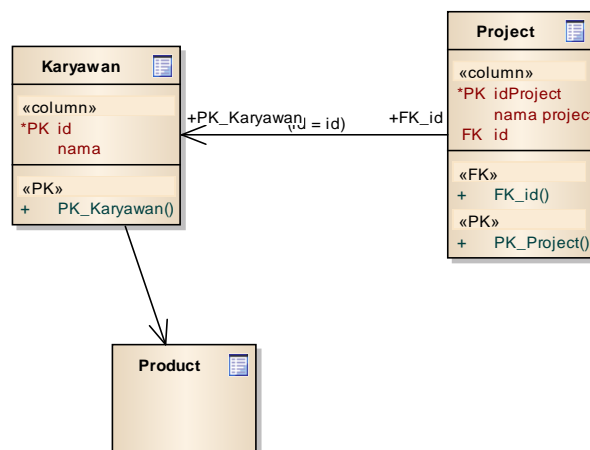 Karyawan
«column»
*PK id
nama
«PK»
+ PK_Karyawan()
+PK_Karyawan
(id = id)
+FK_id
Project
«column»
*PK idProject
nama project
FK id
«FK»
+ FK_id()
«PK»
+ PK_Project()
Product